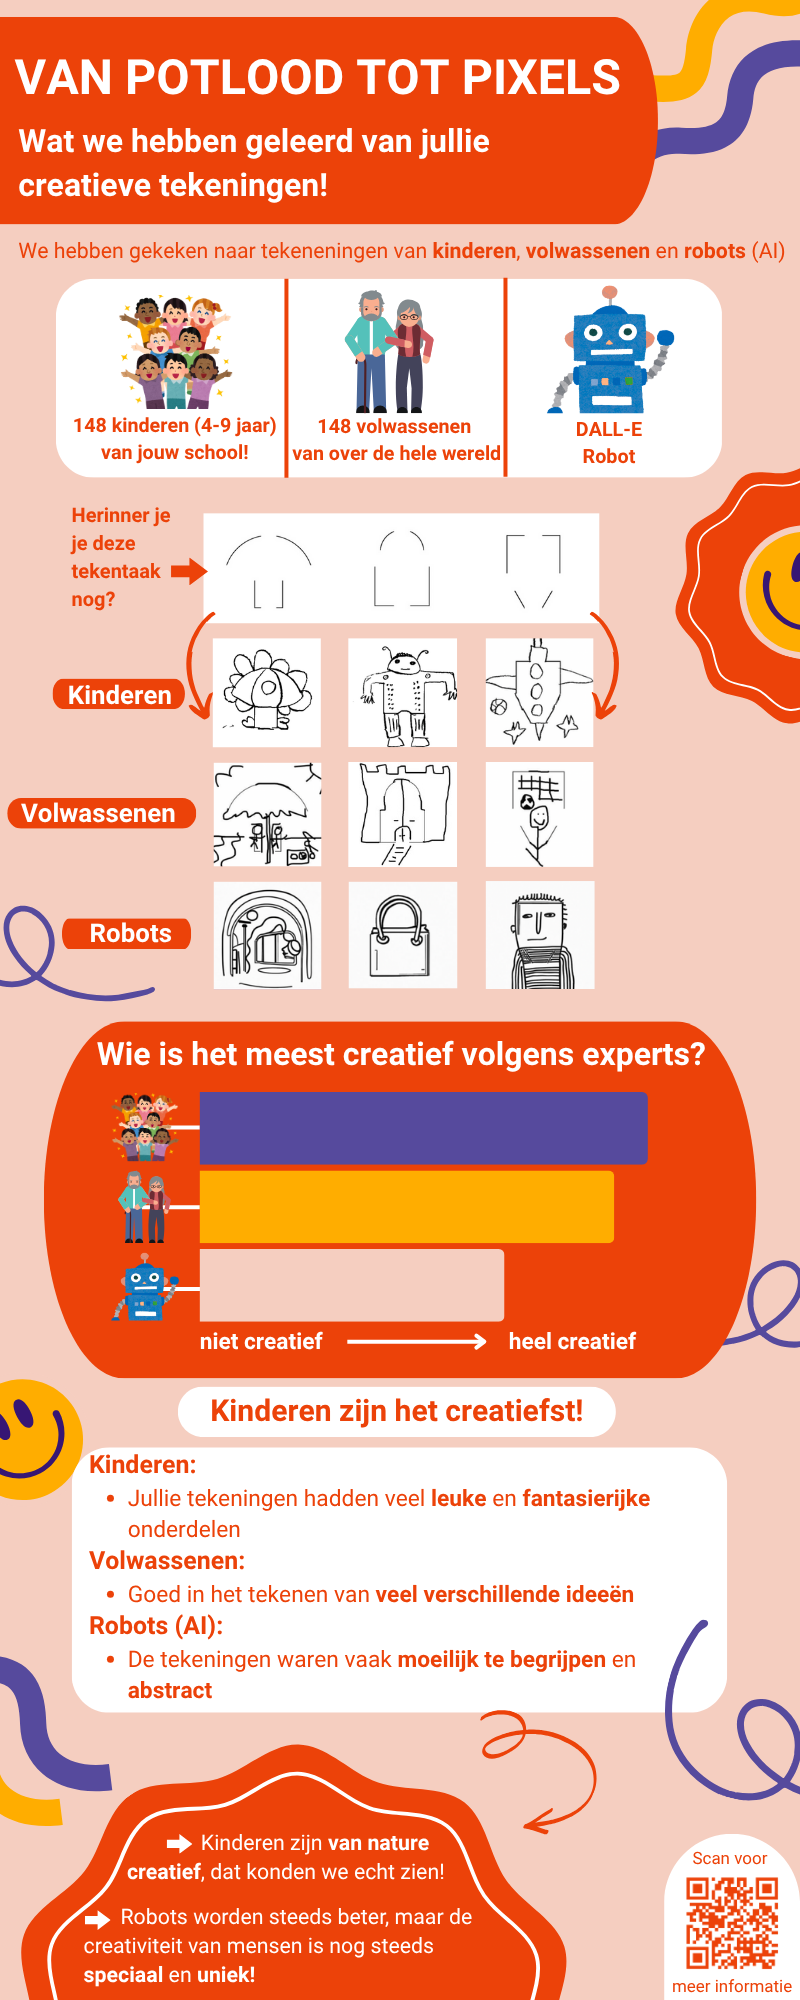 VAN POTLOOD TOT PIXELS
Wat we hebben geleerd van jullie
creatieve tekeningen!
We hebben gekeken naar tekeneningen van kinderen, volwassenen en robots (AI)
148 kinderen (4-9 jaar)
van jouw school!
148 volwassenen
van over de hele wereld
DALL-E
Robot
Herinner je
je deze
tekentaak
nog?
Kinderen
Volwassenen
Robots
Wie is het meest creatief volgens experts?
niet creatief
heel creatief
Kinderen zijn het creatiefst!
Kinderen:
• Jullie tekeningen hadden veel leuke en fantasierijke
onderdelen
Volwassenen:
• Goed in het tekenen van veel verschillende ideeën
Robots (AI):
• De tekeningen waren vaak moeilijk te begrijpen en
abstract
Kinderen zijn van nature
creatief, dat konden we echt zien!
Robots worden steeds beter, maar de
creativiteit van mensen is nog steeds
speciaal en uniek!
Scan voor
meer informatie